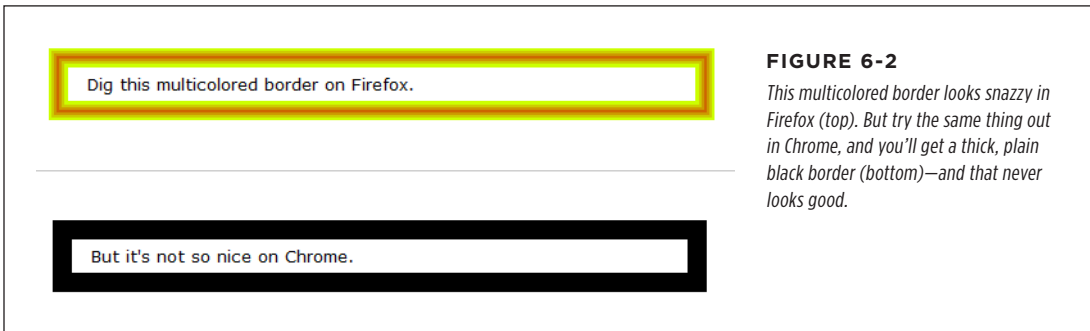 Dig this multicolored border on Firefox.
But it's not so nice on Chrome.
FIGURE 6-2
This multicolored border looks snazzy in
Firefox (top). But try the same thing out
in Chrome, and you’ll get a thick, plain
black border (bottom)—and that never
looks good.